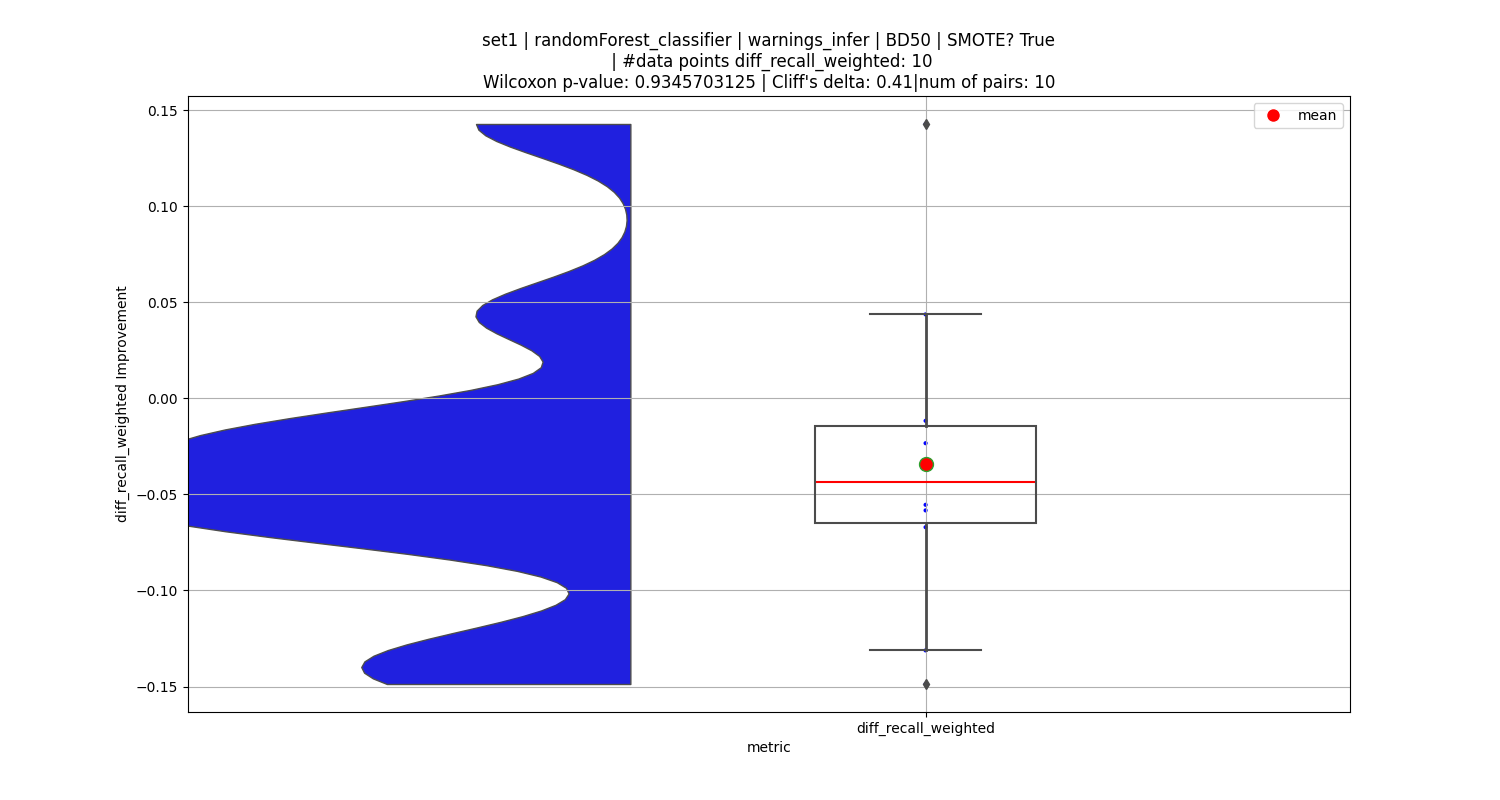 set1 | randomForest_classifier | warnings_infer | BD50 | SMOTE? True
| #data points diff_recall_weighted: 10
Wilcoxon p-value: 0.9345703125 | Cliff's delta: 0.41|num of pairs: 10
mean
0.15
0.10
0.05
0.00
−0.05
−0.10
−0.15
diff_recall_weighted Improvement
diff_recall_weighted
metric